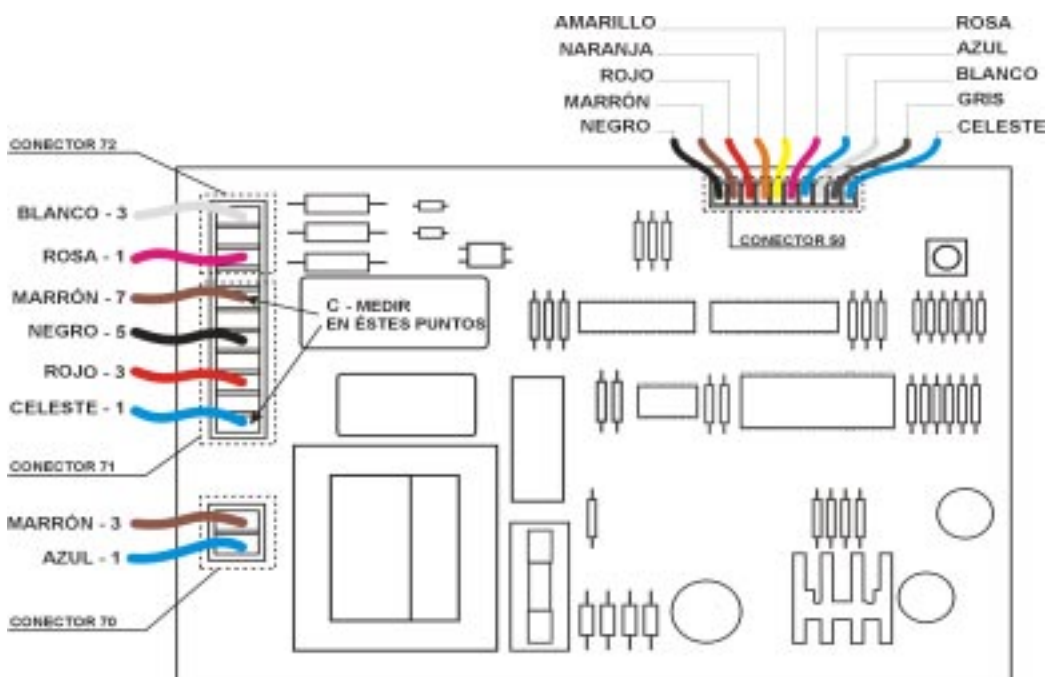 AMARILLO
NARANJA
ROJO
MARRÓN
NEGRO
ROSA
AZUL
BLANCO
GRIS
CELESTE
CONECTOR 50
CONECTOR 72
BLANCO - 3
ROSA - 1
MARRÓN - 7
NEGRO - 5
ROJO - 3
CELESTE - 1
C - MEDIR
EN ÉSTES PUNTOS
CONECTOR 71
MARRÓN - 3
AZUL - 1
CONECTOR 70